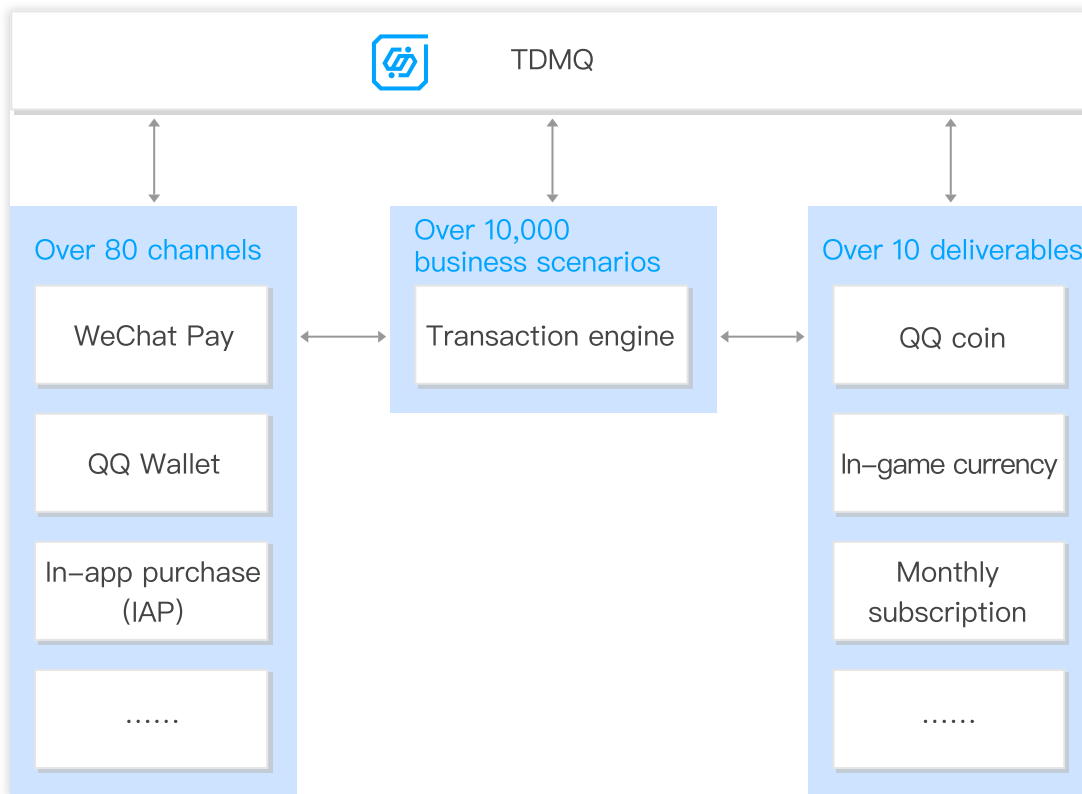 TDMQ
Over 80 channels
WeChat Pay
QQ Wallet
In-app purchase
(IAP)
······
Over 10,000
business scenarios
Transaction engine
Over 10 deliverables
QQ coin
In-game currency
Monthly
subscription
······